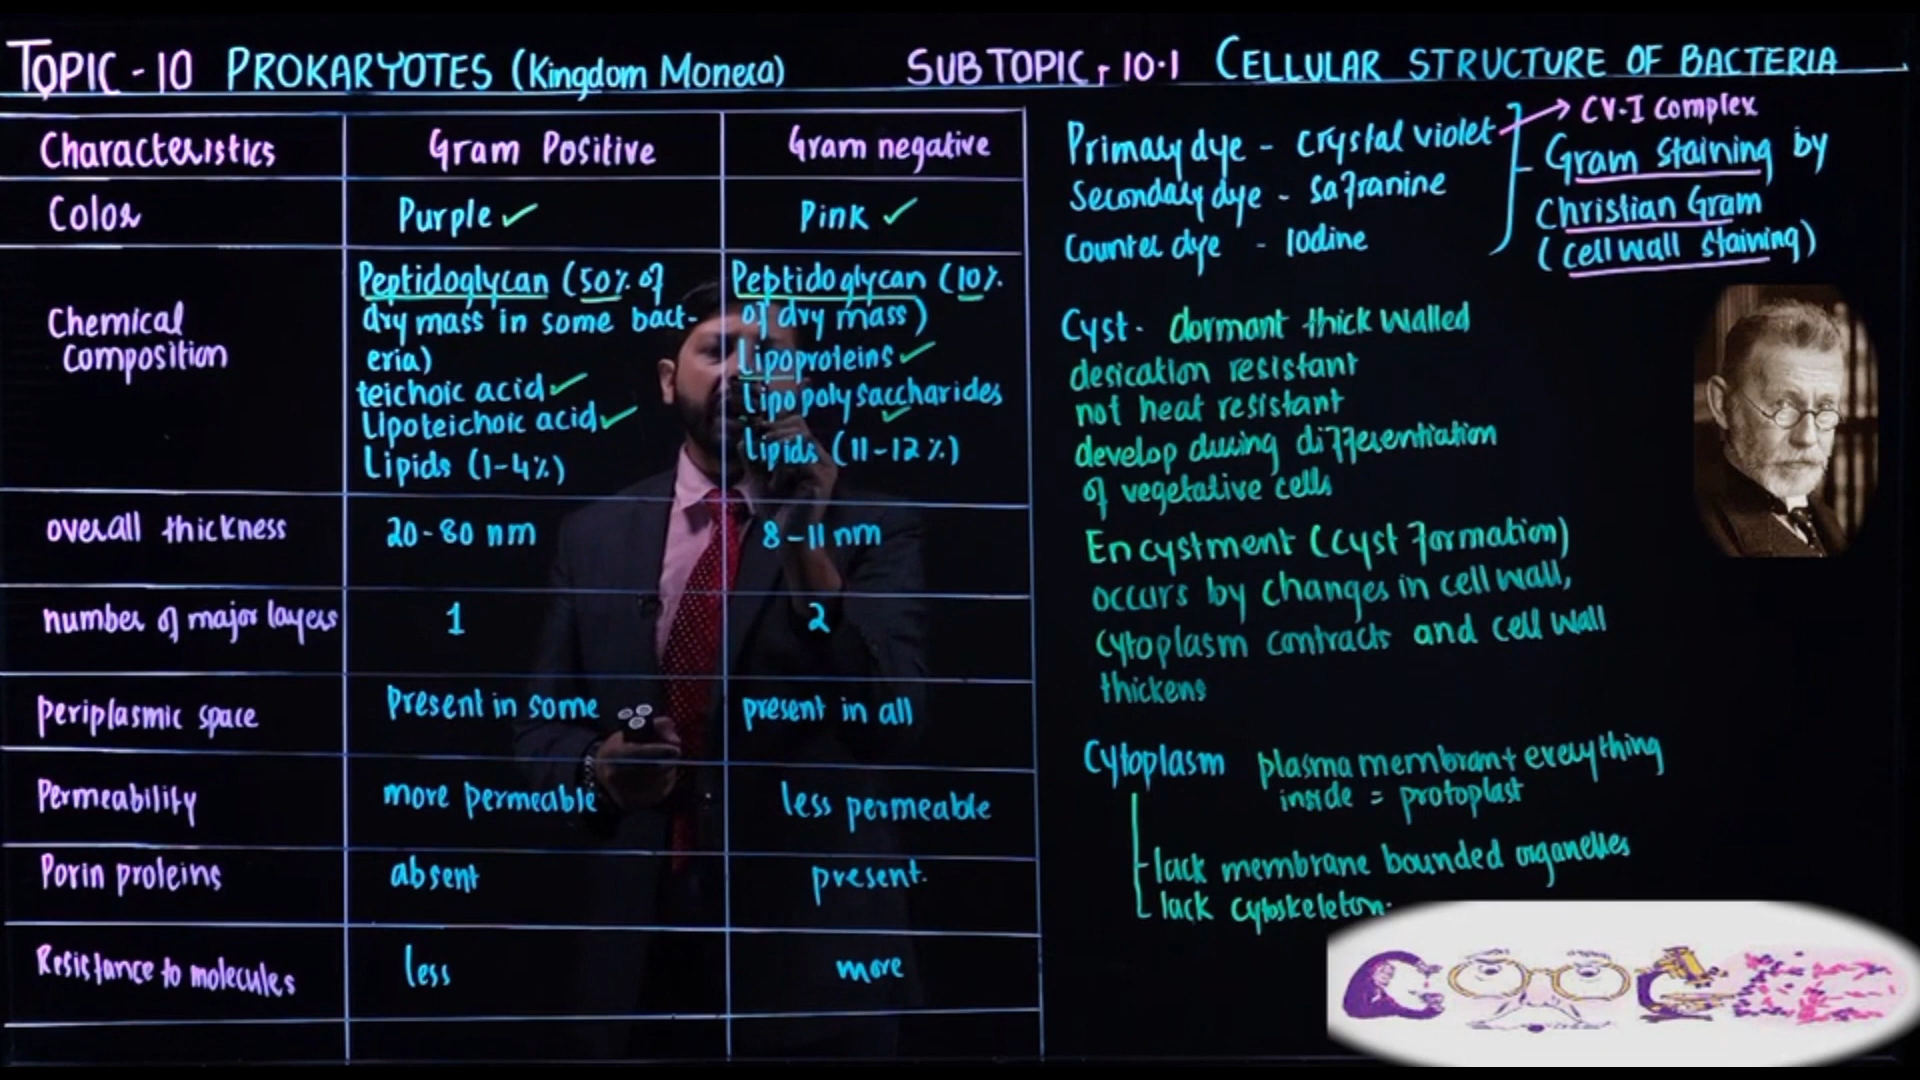 TOPIC - 10 PROKARYOTES (Kingdom Monera) SUBTOPIC - 10.1 CELLULAR STRUCTURE OF BACTERIA
Characteristics Gram Positive Gram negative
Color Purple ✓ Pink ✓
Chemical
composition
Peptidoglycan (50% of
dry mass in some bact-
eria)
teichoic acid ✓
Lipoteichoic acid ✓
Lipids (1-4%)
Peptidoglycan (10%
of dry mass)
Lipoproteins ✓
Lipopolysaccharides ✓
Lipids (11-12%)
overall thickness 20-80 nm 8-11 nm
number of major layers 1 2
periplasmic space Present in some present in all
Permeability more permeable less permeable
Porin proteins absent present.
Resistance to molecules less more
Primary dye - crystal violet → CV-I complex
Secondary dye - safranine
Counter dye - Iodine
Gram staining by
Christian Gram
(cell wall staining)
Cyst - dormant thick walled
desication resistant
not heat resistant
develop during differentiation
of vegetative cells
Encystment (cyst formation)
occurs by changes in cell wall,
cytoplasm contracts and cell wall
thickens
Cytoplasm plasma membran + everything
inside = protoplast
lack membrane bounded organelles
lack cytoskeleton.